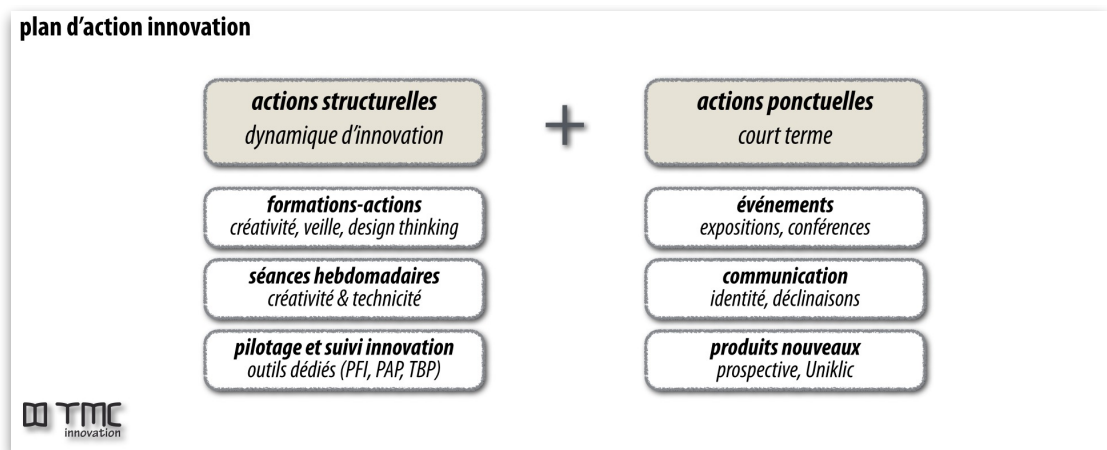 plan d’action innovation
actions structurelles
dynamique d’innovation
+
actions ponctuelles
court terme
formations-actions
créativité, veille, design thinking
séances hebdomadaires
créativité & technicité
pilotage et suivi innovation
outils dédiés (PFI, PAP, TBP)
événements
expositions, conférences
communication
identité, déclinaisons
produits nouveaux
prospective, Uniklic
TMC
innovation